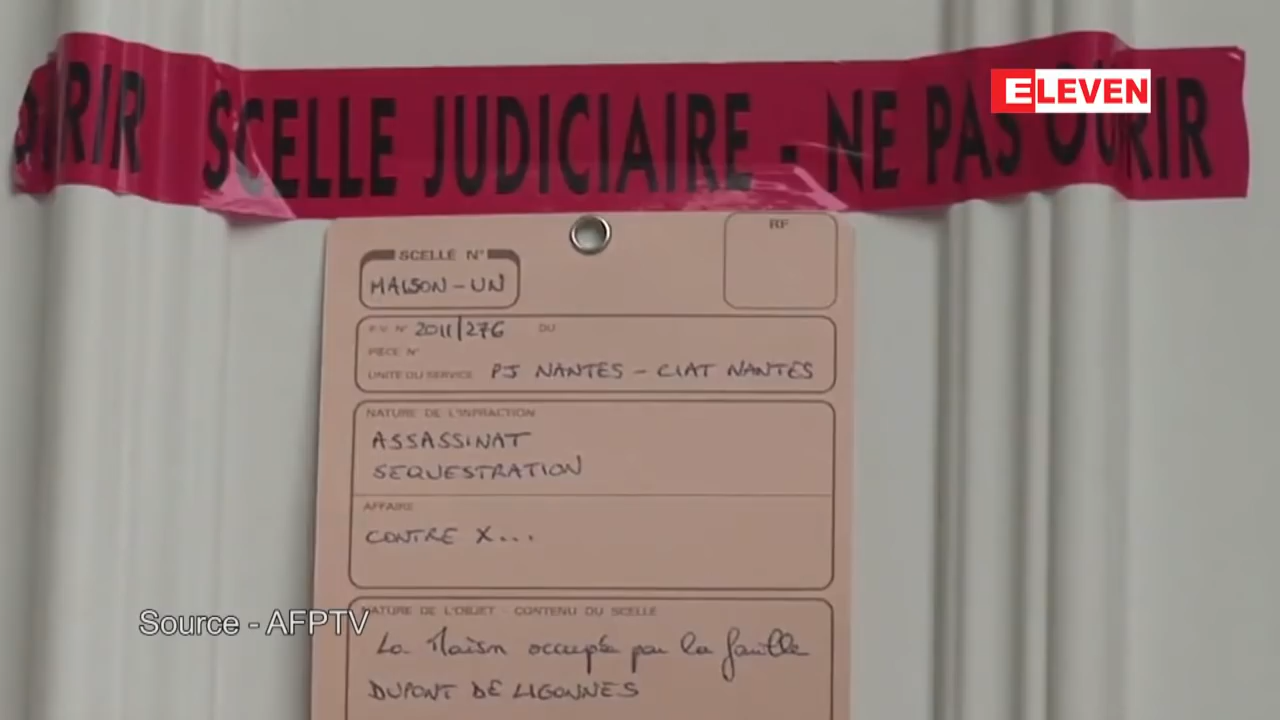 OURIR SCELLE JUDICIAIRE - NE PAS OUVRIR
ELEVEN
RF
SCELLÉ N°
MAISON - UN
P.V. N° 2011/276 DU
PIÈCE N°
UNITÉ DU SERVICE PJ NANTES - CIAT NANTES
NATURE DE L'INFRACTION
ASSASSINAT
SEQUESTRATION
AFFAIRE
CONTRE X...
NATURE DE L'OBJET - CONTENU DU SCELLÉ
Source - AFPTV
La Maison occupée par la famille
DUPONT DE LIGONNES